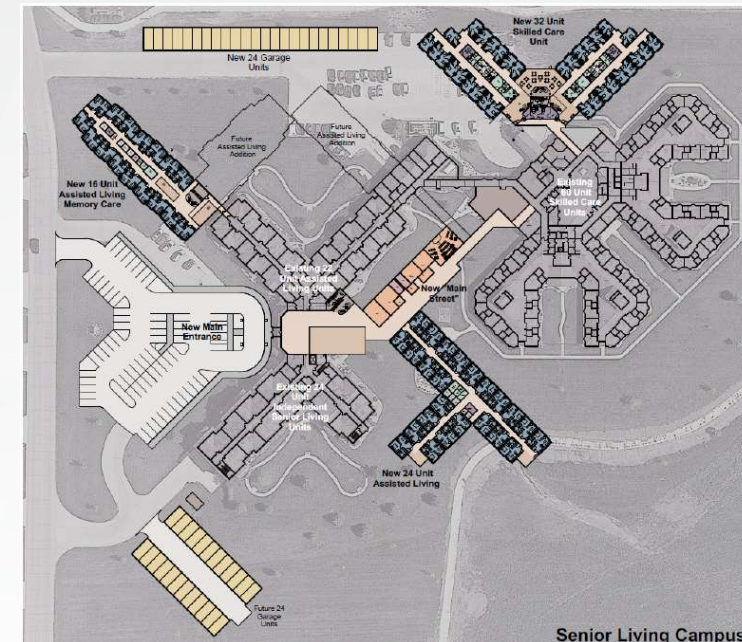 New 24 Garage
Units
New 32 Unit
Skilled Care
Unit
Future
Assisted Living
Addition
Future
Assisted Living
Addition
New 16 Unit
Assisted Living
Memory Care
Existing
60 Unit
Skilled Care
Units
Existing 22
Unit Assisted
Living Units
New "Main
Street"
New Main
Entrance
Existing 24
Unit
Independent
Senior Living
Units
New 24 Unit
Assisted Living
Future 24
Garage
Units
Senior Living Campus